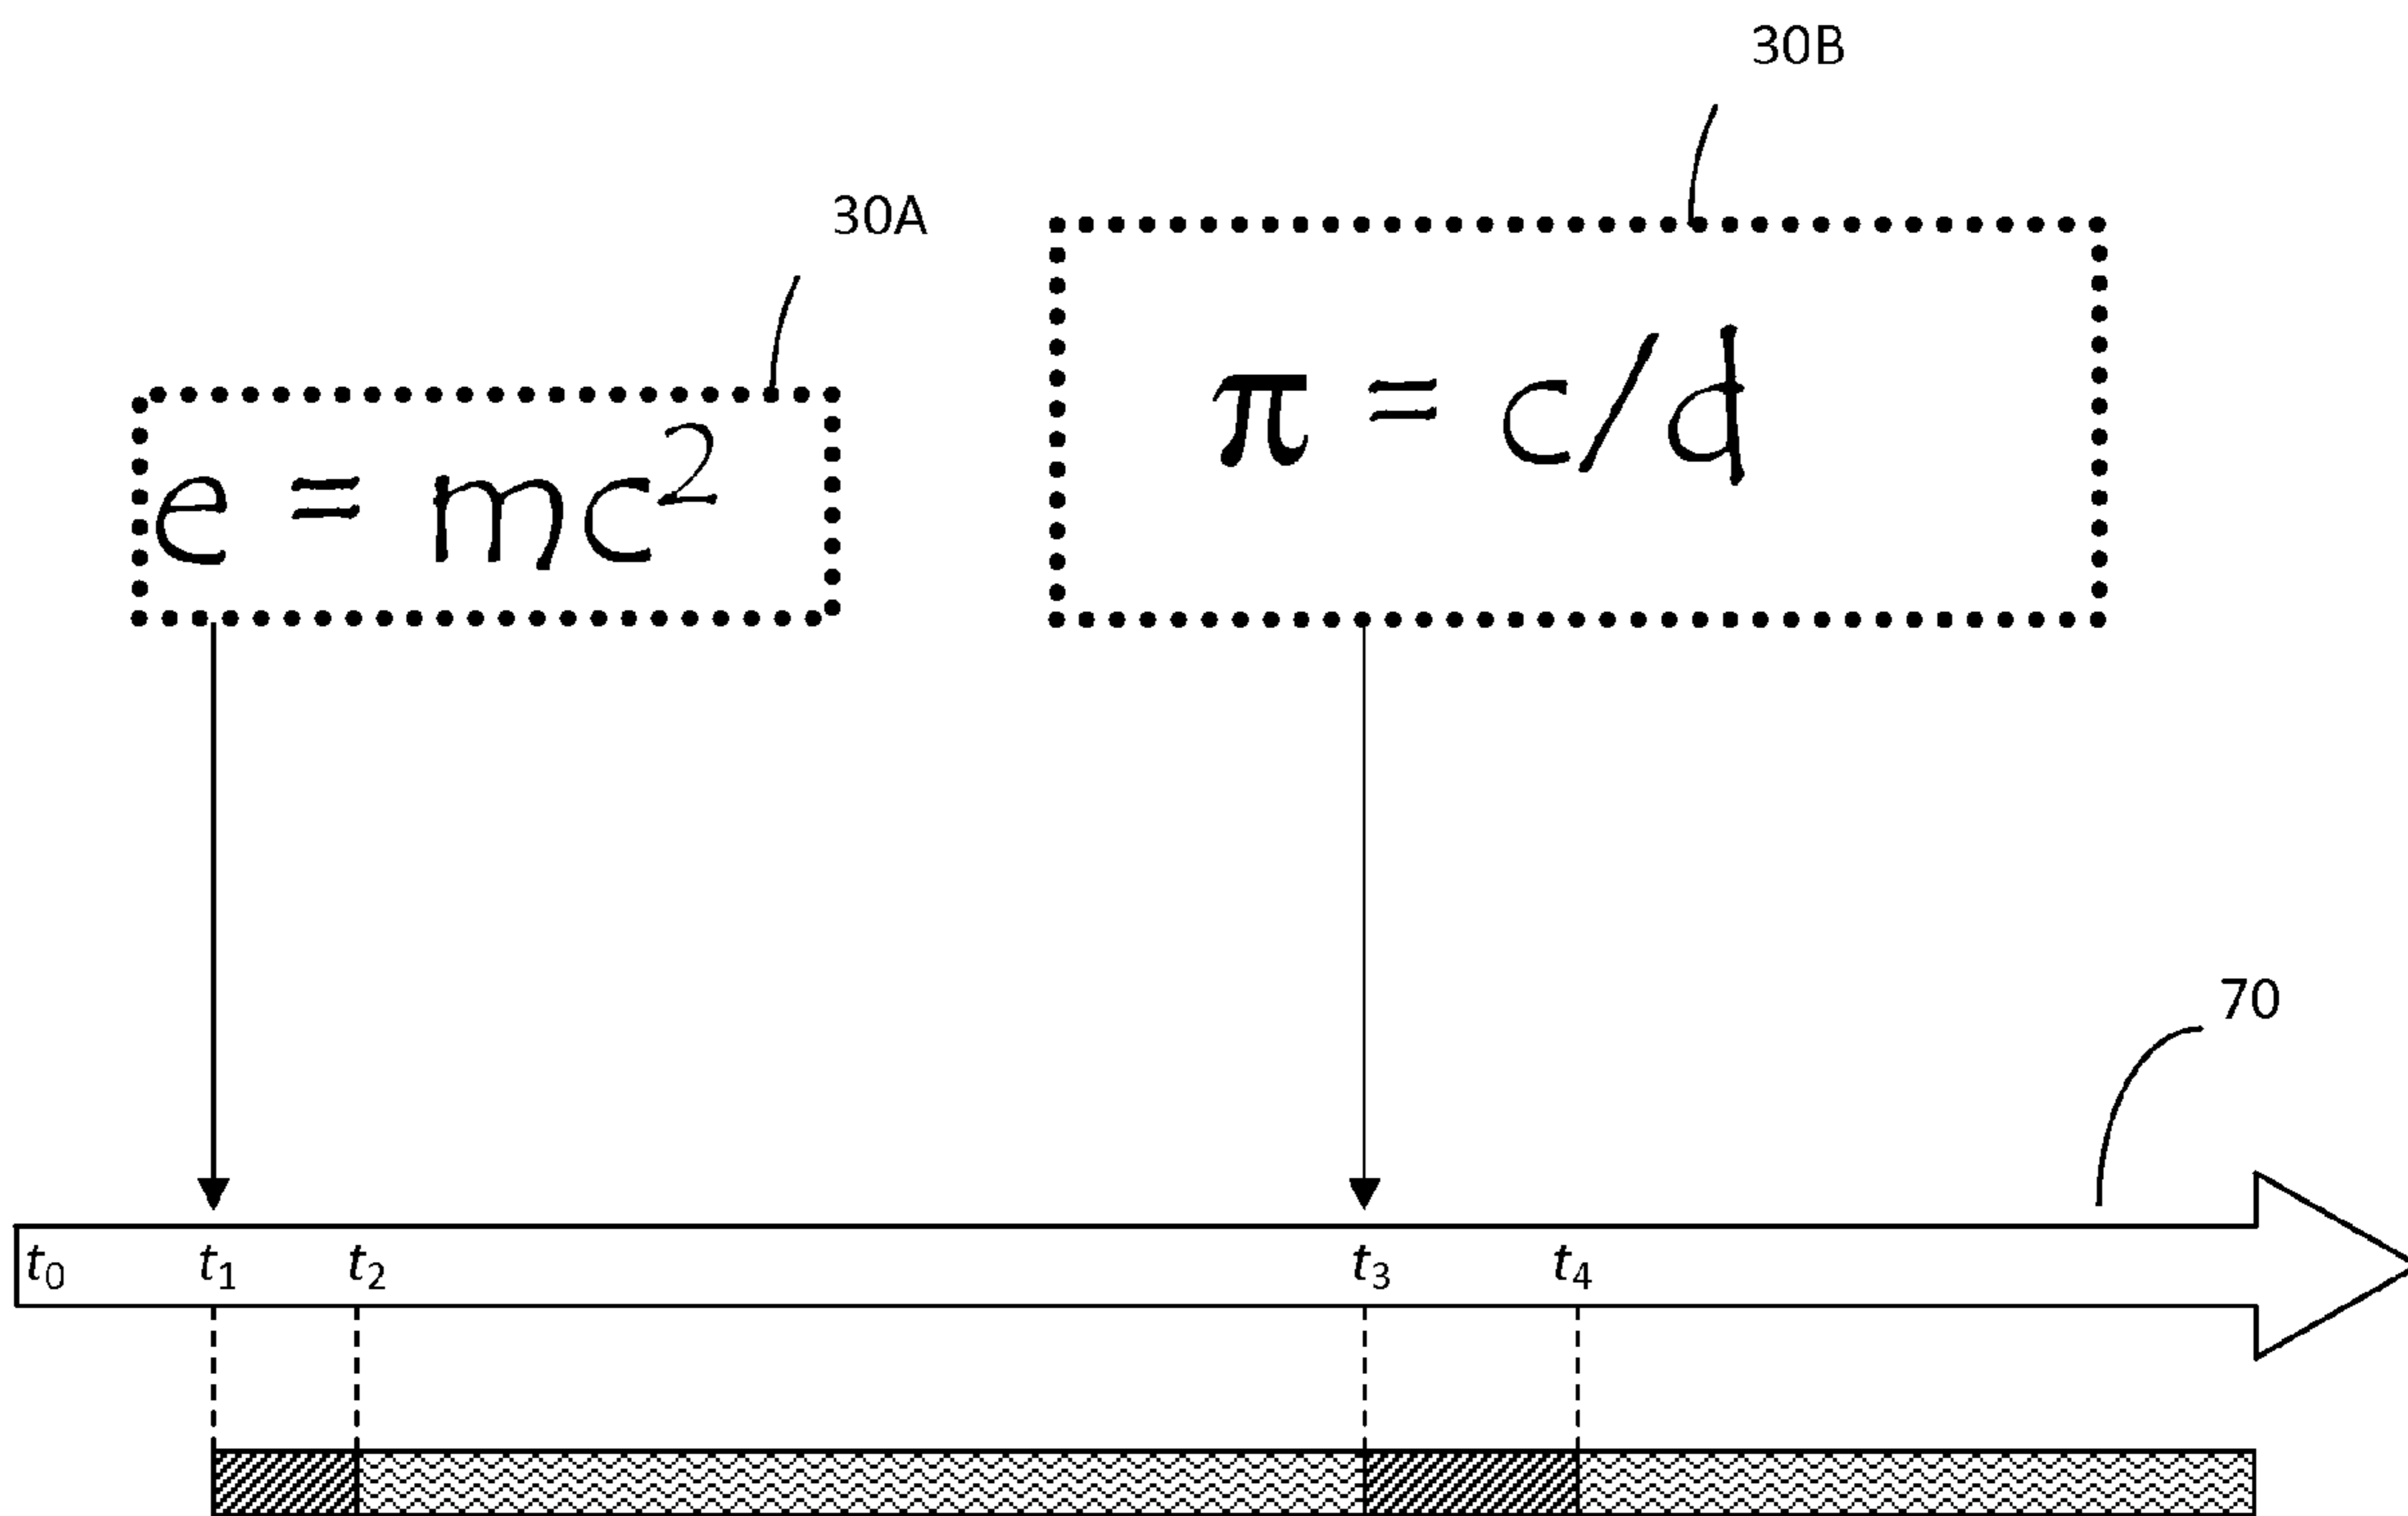 30B
30A
e = mc²
π = c/d
70
t₀ t₁ t₂ t₃ t₄